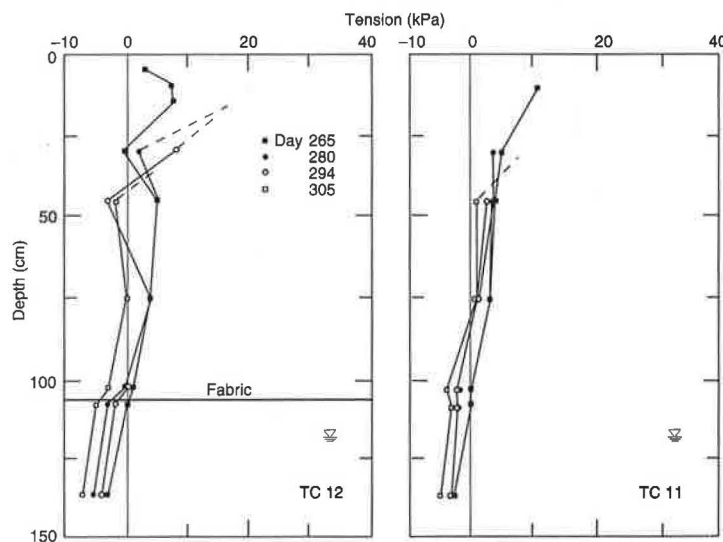 Tension (kPa)
−10 0 20 40 −10 0 20 40
0
■ Day 265
● 280
○ 294
□ 305
50
Depth (cm)
100
Fabric
TC 12 TC 11
150